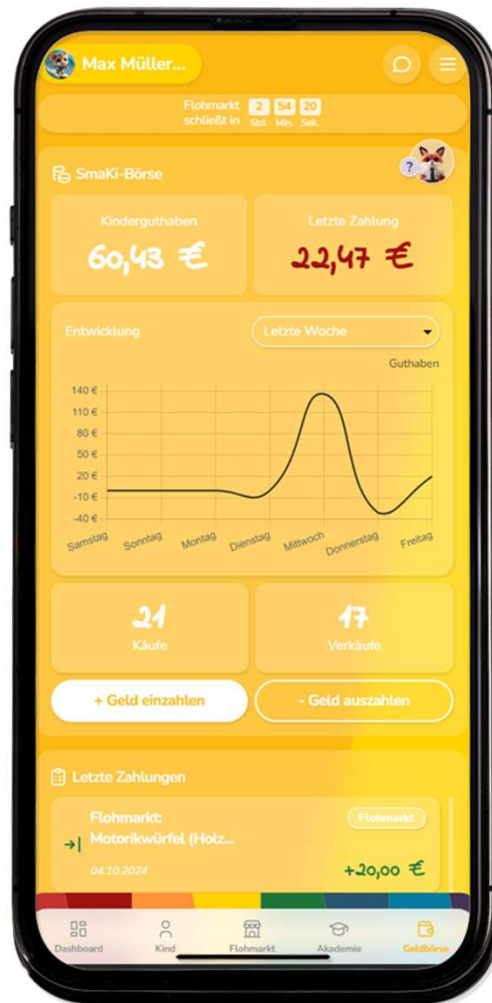 Max Müller...
Flohmarkt
schließt in
2 54 20
Std. Min. Sek.
?
SmaKi-Börse
Kinderguthaben
60,43 €
Letzte Zahlung
22,47 €
Entwicklung
Letzte Woche
Guthaben
140 €
110 €
80 €
50 €
20 €
-10 €
-40 €
Samstag
Sonntag
Montag
Dienstag
Mittwoch
Donnerstag
Freitag
21
Käufe
17
Verkäufe
+ Geld einzahlen
- Geld auszahlen
Letzte Zahlungen
Flohmarkt:
Motorikwürfel (Holz...
Flohmarkt
04.10.2024
+20,00 €
Dashboard
Kind
Flohmarkt
Akademie
Geldbörse